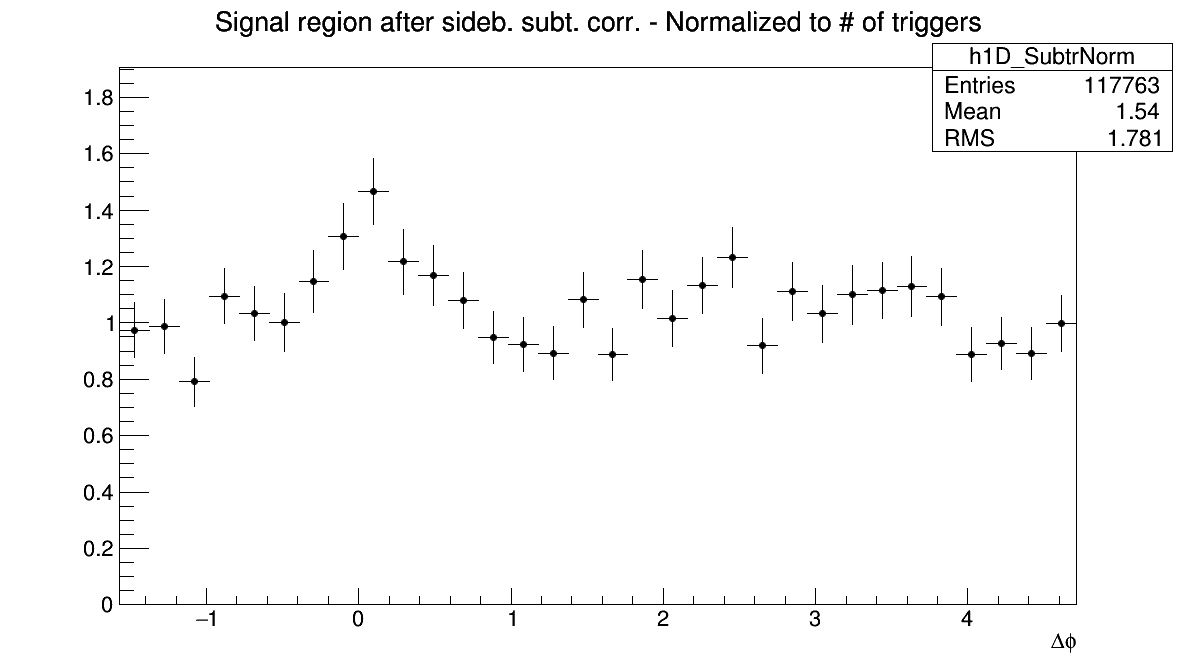 Signal region after sideb. subt. corr. - Normalized to # of triggers
h1D_SubtrNorm
Entries 117763
Mean 1.54
RMS 1.781
1.8
1.6
1.4
1.2
1
0.8
0.6
0.4
0.2
0
−1 0 1 2 3 4
Δϕ